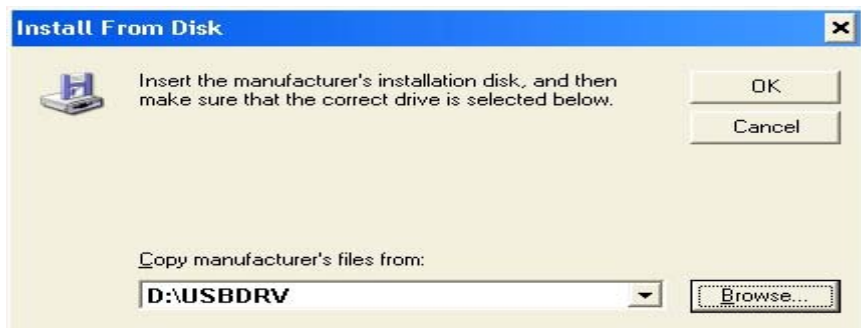 Install From Disk
Insert the manufacturer's installation disk, and then
make sure that the correct drive is selected below.
OK
Cancel
Copy manufacturer's files from:
D:\USBDRV
Browse...